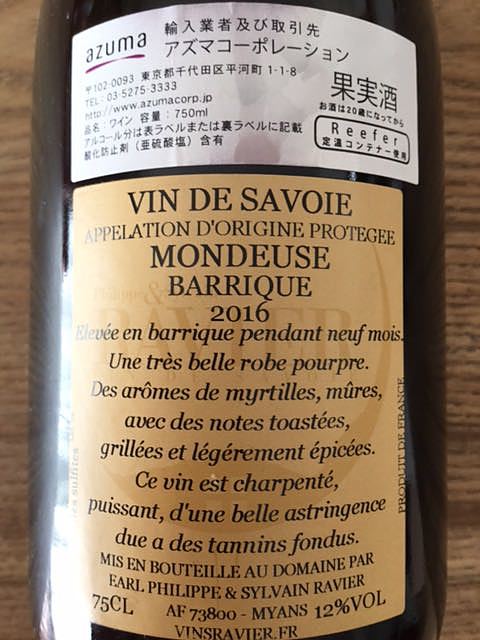 azuma
輸入業者及び取引先
アズマコーポレーション
〒102-0093 東京都千代田区平河町1-1-8
TEL:03-5275-3333
http://www.azumacorp.jp
品名:ワイン 容量:750ml
アルコール分は表ラベルまたは裏ラベルに記載
酸化防止剤(亜硫酸塩)含有
果実酒
お酒は20歳になってから
Reefer
定温コンテナー使用
VIN DE SAVOIE
APPELATION D'ORIGINE PROTEGEE
MONDEUSE
BARRIQUE
2016
Elevée en barrique pendant neuf mois.
Une très belle robe pourpre.
Des arômes de myrtilles, mûres,
avec des notes toastées,
grillées et légérement épicées.
Ce vin est charpenté,
puissant, d'une belle astringence
due a des tannins fondus.
MIS EN BOUTEILLE AU DOMAINE PAR
EARL PHILIPPE & SYLVAIN RAVIER
75CL AF 73800 - MYANS 12%VOL
VINSRAVIER.FR
PRODUIT DE FRANCE
sulfites